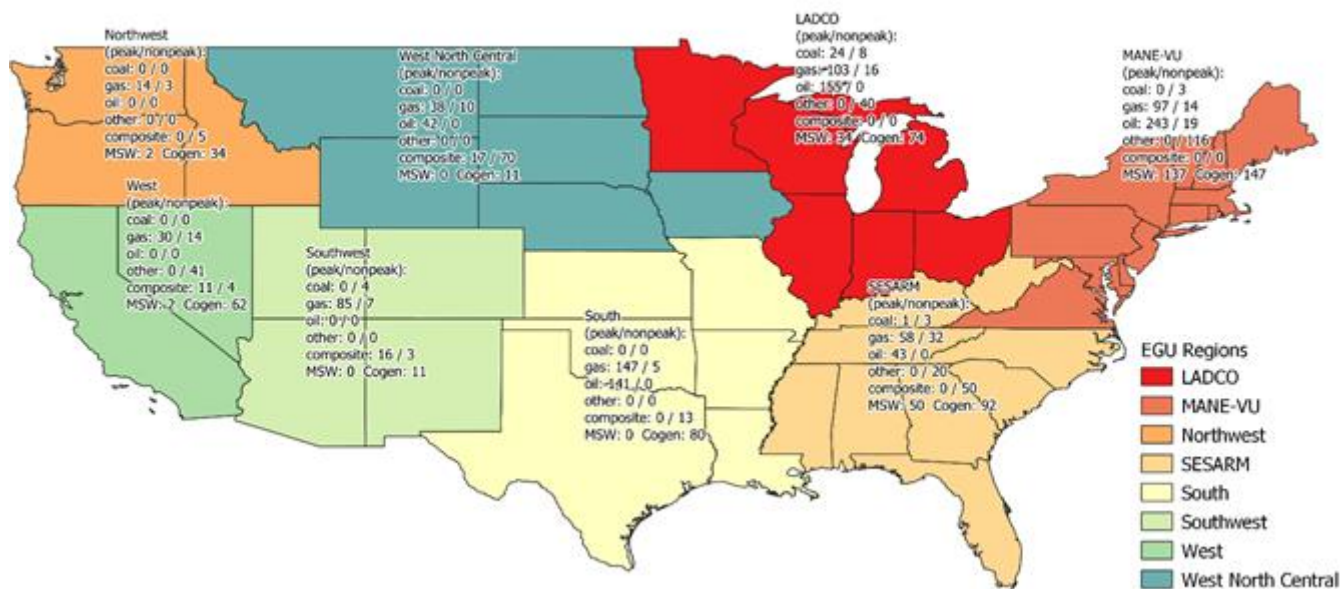 Northwest
(peak/nonpeak):
coal: 0 / 0
gas: 14 / 3
oil: 0 / 0
other: 0 / 0
composite: 0 / 5
MSW: 2 Cogen: 34
West North Central
(peak/nonpeak):
coal: 0 / 0
gas: 38 / 10
oil: 42 / 0
other: 0 / 0
composite: 17 / 70
MSW: 0 Cogen: 11
LADCO
(peak/nonpeak):
coal: 24 / 8
gas: 103 / 16
oil: 155 / 0
other: 0 / 40
composite: 0 / 0
MSW: 34 Cogen: 74
MANE-VU
(peak/nonpeak):
coal: 0 / 3
gas: 97 / 14
oil: 243 / 19
other: 0 / 116
composite: 0 / 0
MSW: 137 Cogen: 147
West
(peak/nonpeak):
coal: 0 / 0
gas: 30 / 14
oil: 0 / 0
other: 0 / 41
composite: 11 / 4
MSW: 2 Cogen: 62
Southwest
(peak/nonpeak):
coal: 0 / 4
gas: 85 / 7
oil: 0 / 0
other: 0 / 0
composite: 16 / 3
MSW: 0 Cogen: 11
South
(peak/nonpeak):
coal: 0 / 0
gas: 147 / 5
oil: 141 / 0
other: 0 / 0
composite: 0 / 13
MSW: 0 Cogen: 80
SESARM
(peak/nonpeak):
coal: 1 / 3
gas: 58 / 32
oil: 43 / 0
other: 0 / 20
composite: 0 / 50
MSW: 50 Cogen: 92
EGU Regions
LADCO
MANE-VU
Northwest
SESARM
South
Southwest
West
West North Central